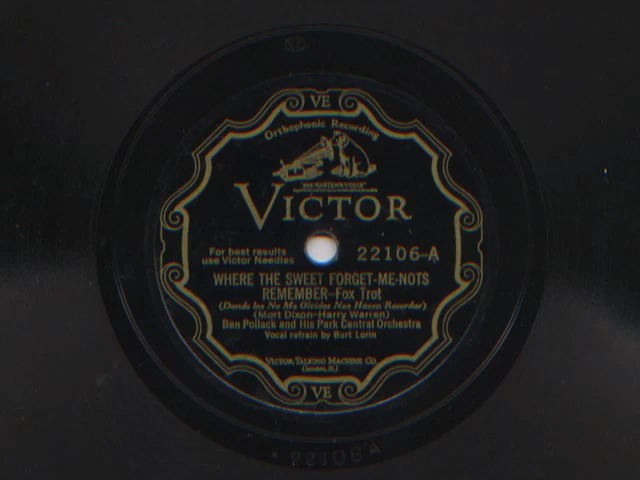 VE
Orthophonic Recording
"HIS MASTER'S VOICE"
VICTOR
For best results
use Victor Needles
22106-A
WHERE THE SWEET FORGET-ME-NOTS
REMEMBER-Fox Trot
(Donde los No Me Olvides Nos Hacen Recordar)
(Mort Dixon-Harry Warren)
Ben Pollack and His Park Central Orchestra
Vocal refrain by Burt Lorin
VICTOR TALKING MACHINE CO.
Camden, N.J.
VE
22106A